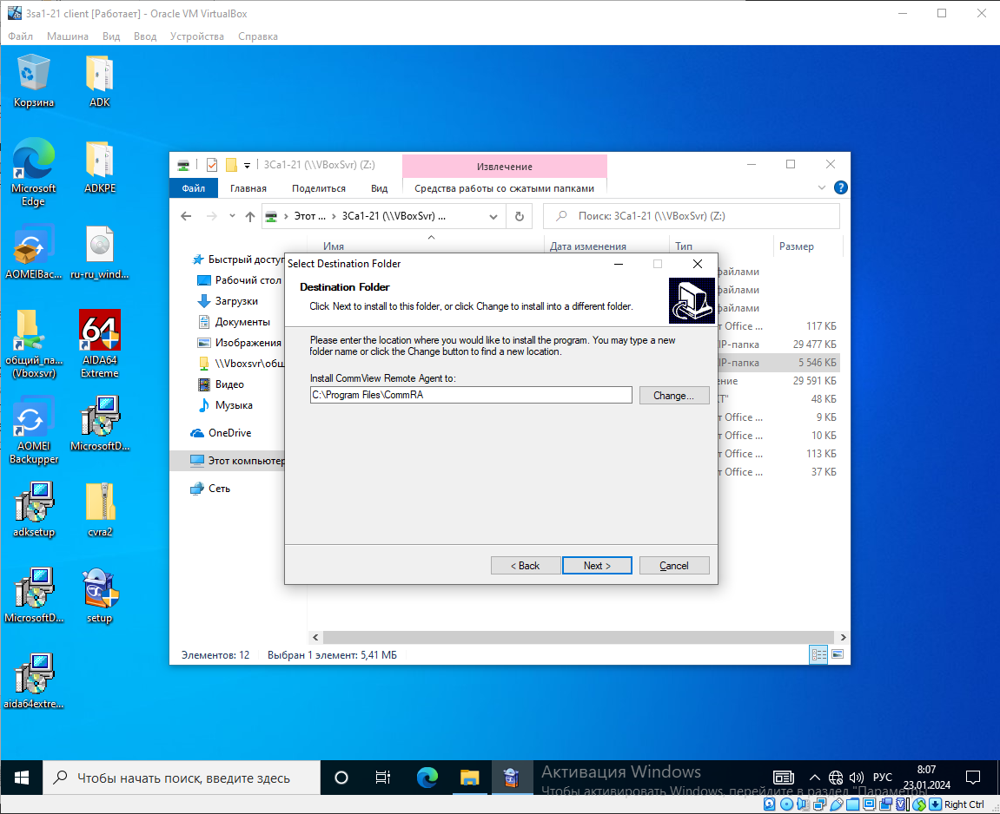 3sa1-21 client [Работает] - Oracle VM VirtualBox
Файл Машина Вид Ввод Устройства Справка
Корзина
ADK
Microsoft Edge
ADKPE
AOMEIBac...
ru-ru_wind...
общий_па... (Vboxsvr)
64
AIDA64 Extreme
AOMEI Backupper
MicrosoftD...
adksetup
cvra2
MicrosoftD...
setup
aida64extre...
3Ca1-21 (\\VBoxSvr) (Z:)
Извлечение
Файл Главная Поделиться Вид Средства работы со сжатыми папками
Этот ... 3Ca1-21 (\\VBoxSvr) ...
Поиск: 3Ca1-21 (\\VBoxSvr) (Z:)
Имя Дата изменения Тип Размер
Быстрый доступ
Рабочий стол
Загрузки
Документы
Изображения
\\Vboxsvr\общ
Видео
Музыка
OneDrive
Этот компьютер
Сеть
файлами
файлами
файлами
т Office ... 117 КБ
IP-папка 29 477 КБ
IP-папка 5 546 КБ
ение 29 591 КБ
КТ" 48 КБ
т Office ... 9 КБ
т Office ... 10 КБ
т Office ... 113 КБ
т Office ... 37 КБ
Select Destination Folder
Destination Folder
Click Next to install to this folder, or click Change to install into a different folder.
Please enter the location where you would like to install the program. You may type a new
folder name or click the Change button to find a new location.
Install CommView Remote Agent to:
C:\Program Files\CommRA
Change...
< Back Next > Cancel
Элементов: 12 Выбран 1 элемент: 5,41 МБ
Чтобы начать поиск, введите здесь
Активация Windows
Чтобы активировать Windows, перейдите в раздел "Параметры".
РУС
8:07
23.01.2024
Right Ctrl